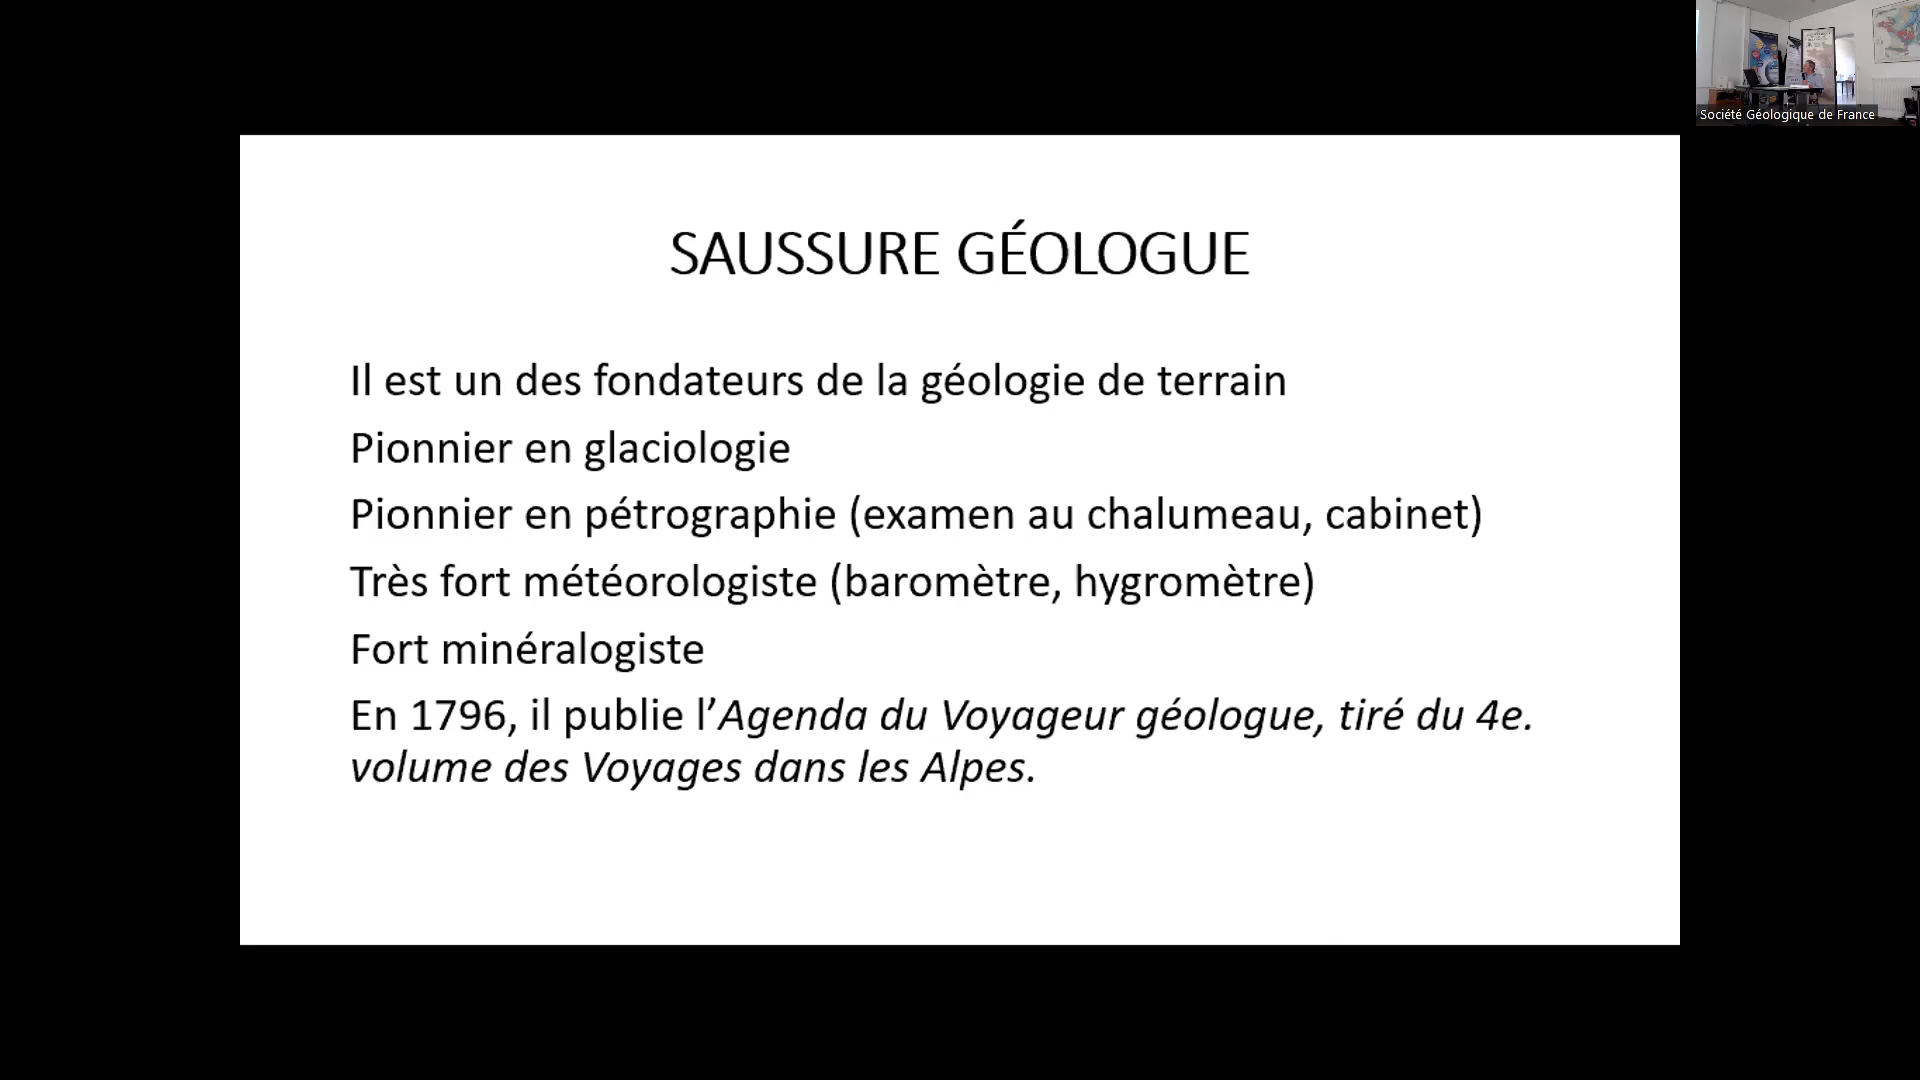 Société Géologique de France
SAUSSURE GÉOLOGUE
Il est un des fondateurs de la géologie de terrain
Pionnier en glaciologie
Pionnier en pétrographie (examen au chalumeau, cabinet)
Très fort météorologiste (baromètre, hygromètre)
Fort minéralogiste
En 1796, il publie l’Agenda du Voyageur géologue, tiré du 4e.
volume des Voyages dans les Alpes.